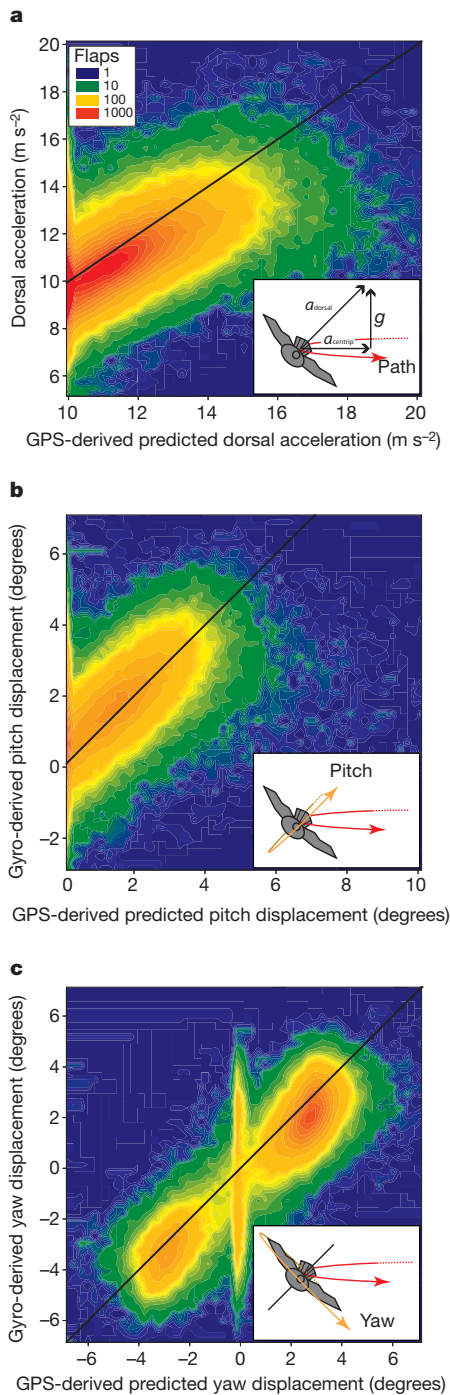 a
Flaps
1
10
100
1000
20
18
16
14
12
10
8
6
Dorsal acceleration (m s⁻²)
a_dorsal
g
a_centrip
Path
10 12 14 16 18 20
GPS-derived predicted dorsal acceleration (m s⁻²)
b
6
4
2
0
−2
Gyro-derived pitch displacement (degrees)
Pitch
0 2 4 6 8 10
GPS-derived predicted pitch displacement (degrees)
c
6
4
2
0
−2
−4
−6
Gyro-derived yaw displacement (degrees)
Yaw
−6 −4 −2 0 2 4 6
GPS-derived predicted yaw displacement (degrees)